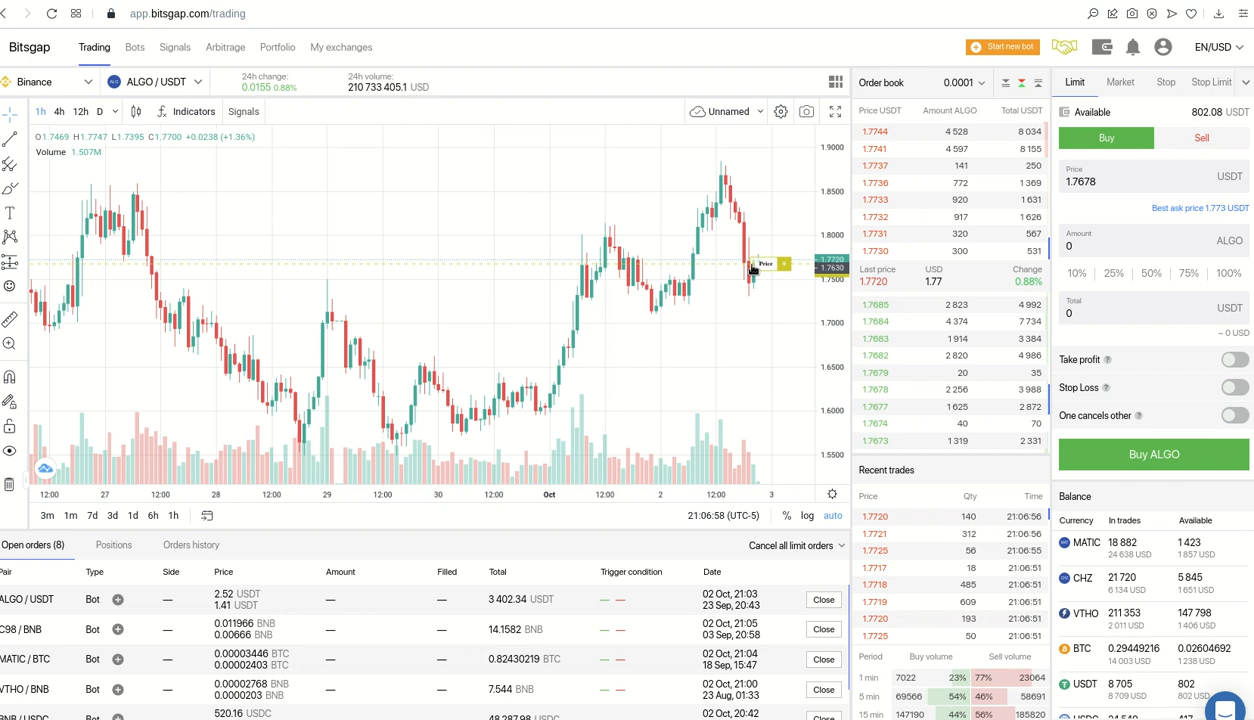 app.bitsgap.com/trading
Bitsgap Trading Bots Signals Arbitrage Portfolio My exchanges Start new bot EN/USD
Binance ALGO / USDT 24h change: 0.0155 0.88% 24h volume: 210 733 405.1 USD
1h 4h 12h D Indicators Signals Unnamed
O1.7469 H1.7747 L1.7395 C1.7700 +0.0238 (+1.36%)
Volume 1.507M
1.9000
1.8500
1.8000
1.7720
1.7630
1.7500
1.7000
1.6500
1.6000
1.5500
Price
12:00 27 12:00 28 12:00 29 12:00 30 12:00 Oct 12:00 2 12:00 3
3m 1m 7d 3d 1d 6h 1h 21:06:58 (UTC-5) % log auto
Order book 0.0001
Price USDT Amount ALGO Total USDT
1.7744 4 528 8 034
1.7741 4 597 8 155
1.7737 141 250
1.7736 772 1 369
1.7733 920 1 631
1.7732 917 1 626
1.7731 320 567
1.7730 300 531
Last price USD Change
1.7720 1.77 0.88%
1.7685 2 823 4 992
1.7684 4 374 7 734
1.7683 1 914 3 384
1.7682 2 820 4 986
1.7679 20 35
1.7678 2 256 3 988
1.7677 1 625 2 872
1.7674 40 70
1.7673 1 319 2 331
Recent trades
Price Qty Time
1.7720 140 21:06:56
1.7721 312 21:06:56
1.7725 56 21:06:55
1.7717 18 21:06:51
1.7718 485 21:06:51
1.7719 609 21:06:51
1.7720 193 21:06:51
1.7725 50 21:06:51
Period Buy volume Sell volume
1 min 7022 23% 77% 23064
5 min 69566 54% 46% 58691
15 min 147190 44% 56% 185820
Limit Market Stop Stop Limit
Available 802.08 USDT
Buy Sell
Price
1.7678 USDT
Best ask price 1.773 USDT
Amount
0 ALGO
10% 25% 50% 75% 100%
Total
0 USDT
~ 0 USD
Take profit ?
Stop Loss ?
One cancels other ?
Buy ALGO
Balance
Currency In trades Available
MATIC 18 882 1 423
24 638 USD 1 857 USD
CHZ 21 720 5 845
6 134 USD 1 651 USD
VTHO 211 353 147 798
2 011 USD 1 406 USD
BTC 0.29449216 0.02604692
14 003 USD 1 238 USD
USDT 8 705 802
8 709 USD 802 USD
Open orders (8) Positions Orders history Cancel all limit orders
Pair Type Side Price Amount Filled Total Trigger condition Date
ALGO / USDT Bot — 2.52 USDT — — 3 402.34 USDT — — 02 Oct, 21:03 Close
1.41 USDT 23 Sep, 20:43
C98 / BNB Bot — 0.011966 BNB — — 14.1582 BNB — — 02 Oct, 21:05 Close
0.00666 BNB 03 Sep, 20:58
MATIC / BTC Bot — 0.00003446 BTC — — 0.82430219 BTC — — 02 Oct, 21:04 Close
0.00002403 BTC 18 Sep, 15:47
VTHO / BNB Bot — 0.00002768 BNB — — 7.544 BNB — — 02 Oct, 21:00 Close
0.0000203 BNB 23 Aug, 01:33
520.16 USDC 02 Oct, 20:42